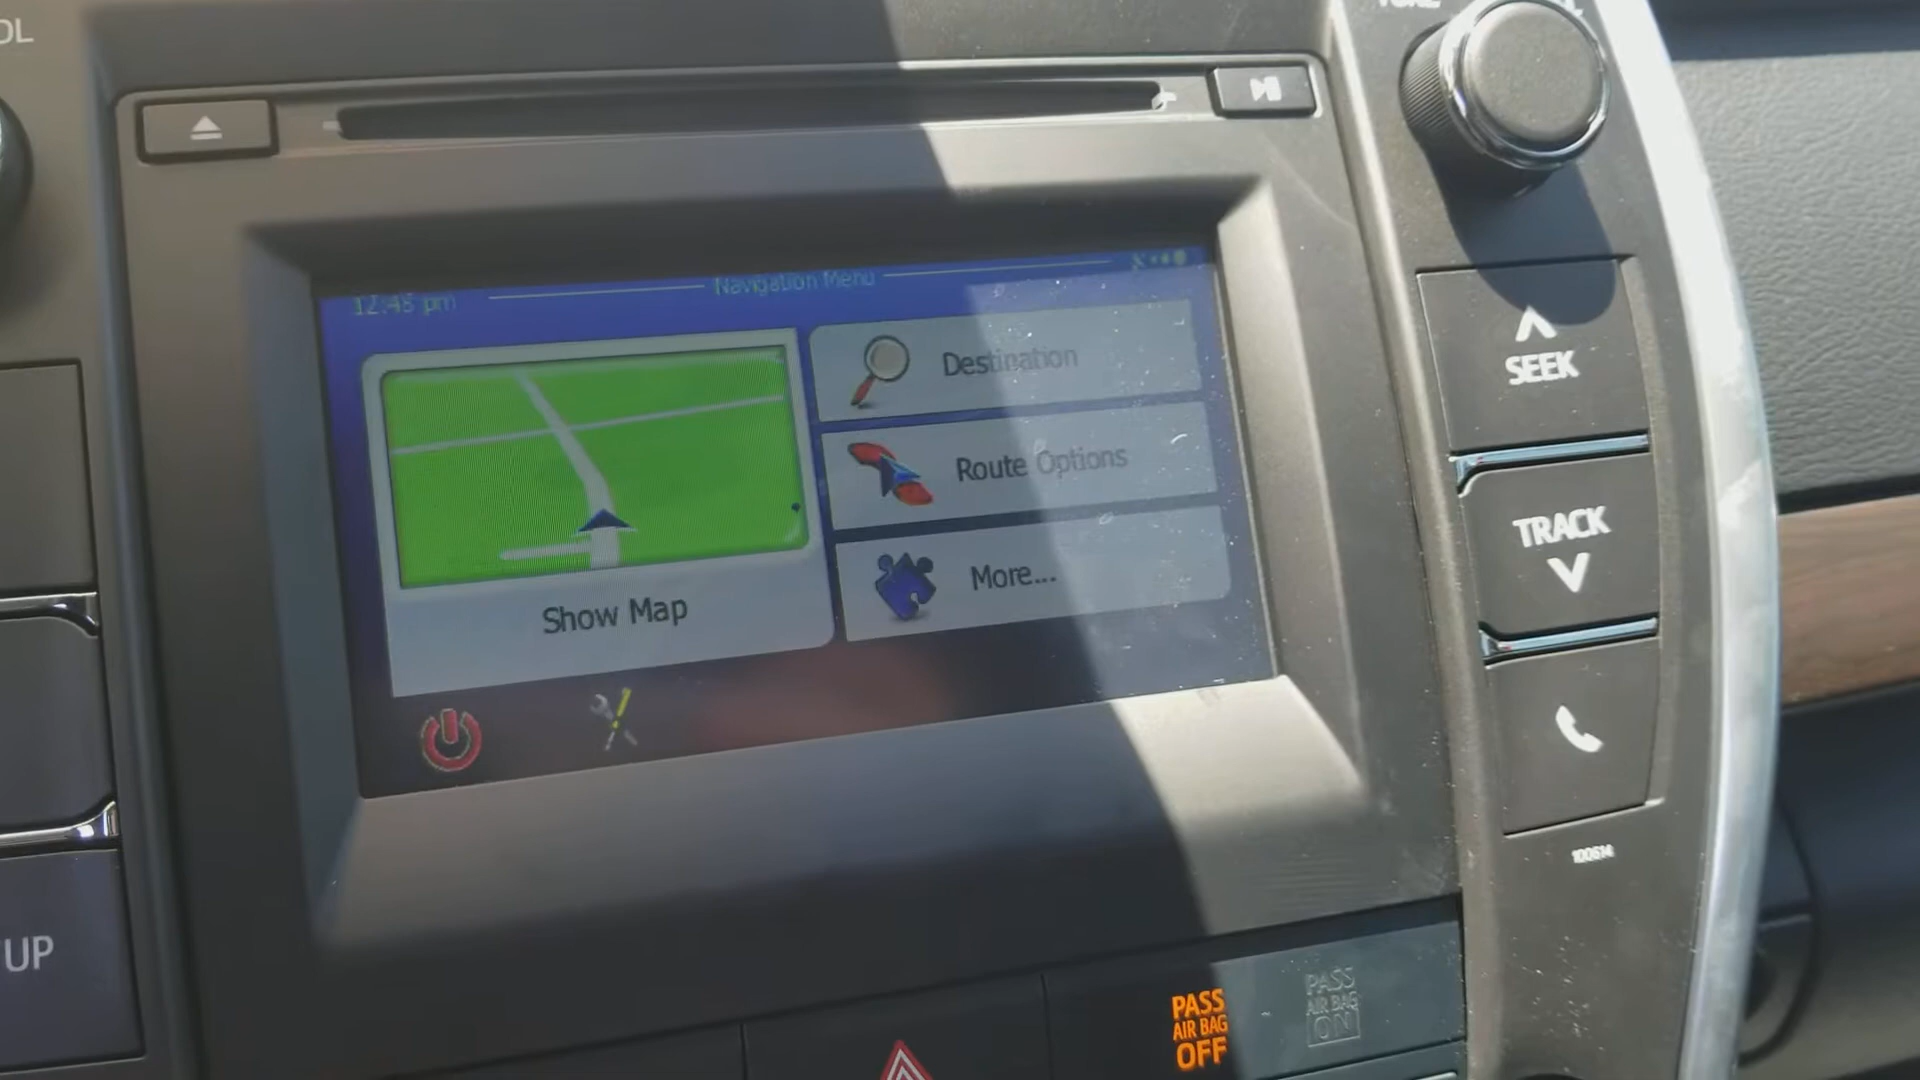 OL
12:45 pm
Navigation Menu
Destination
Route Options
More...
Show Map
SEEK
TRACK
100614
UP
PASS
AIR BAG
OFF
PASS
AIR BAG
ON